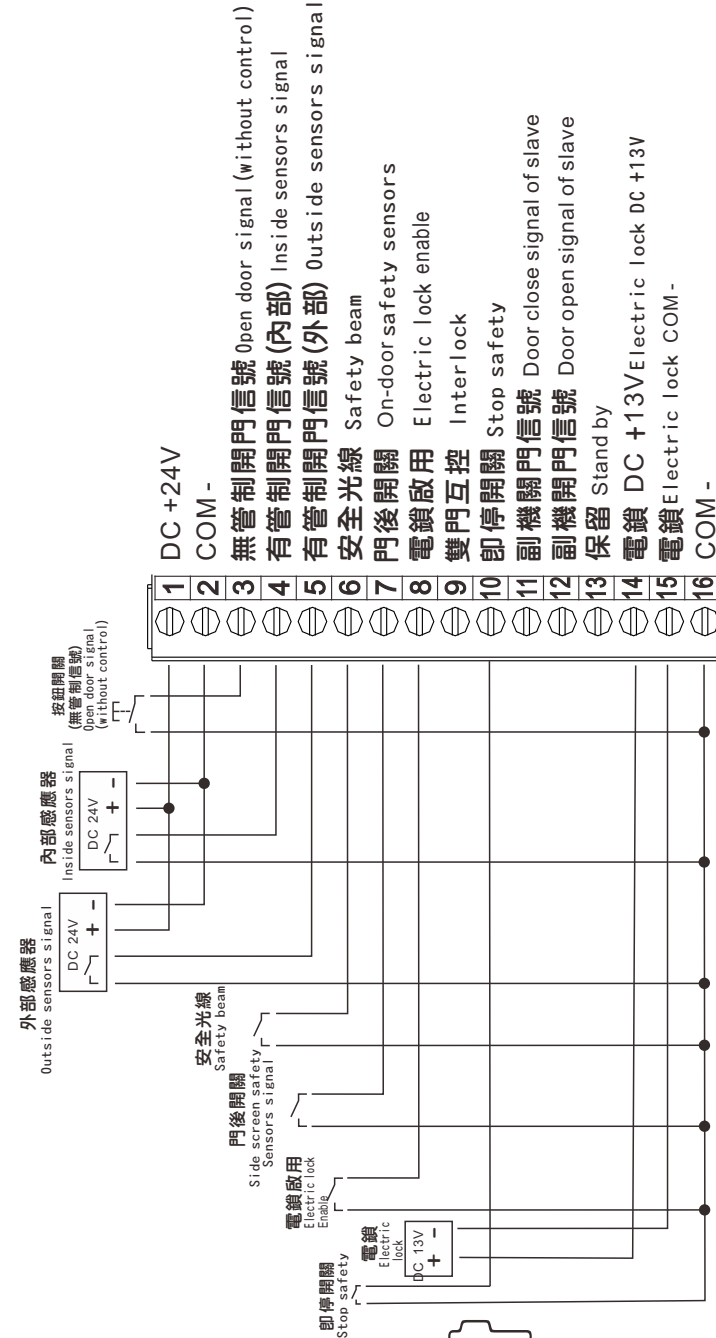 外部感應器
Outside sensors signal
DC 24V
+ -
內部感應器
Inside sensors signal
DC 24V
+ -
按鈕開關
(無管制信號)
Open door signal
(without control)
安全光線
Safety beam
門後開關
Side screen safety
Sensors signal
電鎖啟用
Electric lock
Enable
電鎖
Electric
lock
DC 13V
+ -
卽停開關
Stop safety
1 DC +24V
2 COM -
3 無管制開門信號 Open door signal (without control)
4 有管制開門信號 (內部) Inside sensors signal
5 有管制開門信號 (外部) Outside sensors signal
6 安全光線 Safety beam
7 門後開關 On-door safety sensors
8 電鎖啟用 Electric lock enable
9 雙門互控 Interlock
10 卽停開關 Stop safety
11 副機關門信號 Door close signal of slave
12 副機開門信號 Door open signal of slave
13 保留 Stand by
14 電鎖 DC +13V Electric lock DC +13V
15 電鎖 Electric lock COM -
16 COM -